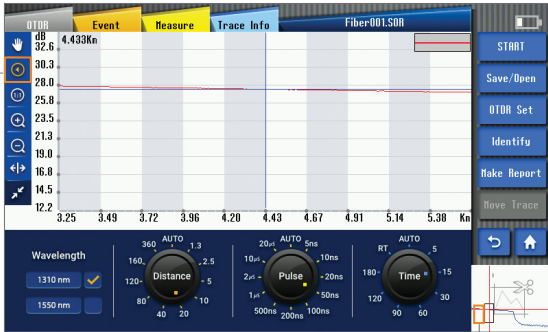 OTDR Event Measure Trace Info Fiber001.SOR
dB 4.433Km
32.6
30.3
28.0
25.8
23.5
21.3
19.0
16.8
14.5
12.2
3.25 3.49 3.72 3.96 4.20 4.43 4.67 4.91 5.14 5.38 Km
1:1
START
Save/Open
OTDR Set
Identify
Make Report
Move Trace
Wavelength
1310 nm
1550 nm
AUTO
360 1.3
160 2.5
120 5
80 10
40 20
Distance
AUTO
20μs 5ns
10μs 10ns
2μs 20ns
1μs 50ns
500ns 200ns 100ns
Pulse
AUTO
RT 5
180 15
120 30
90 60
Time